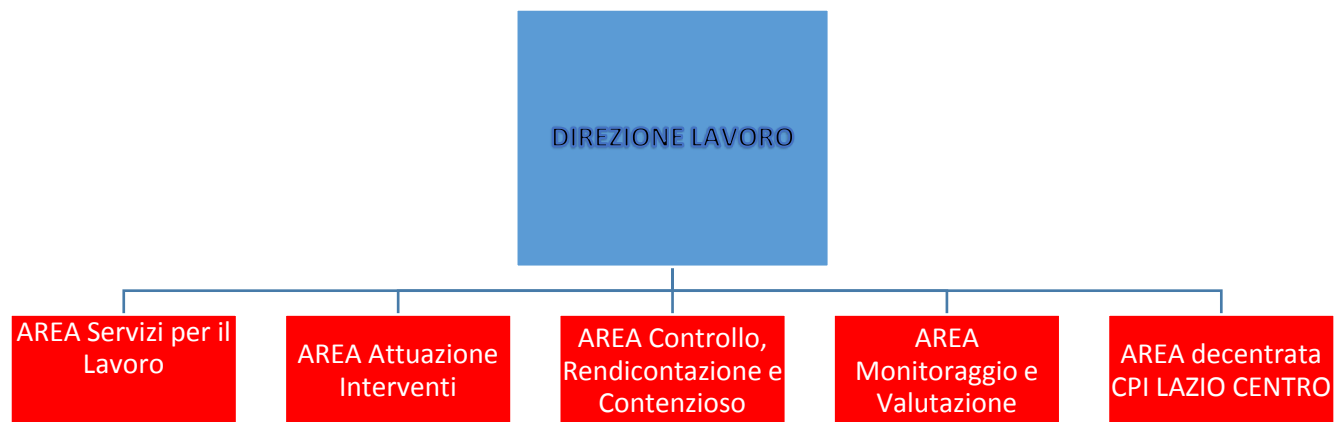 DIREZIONE LAVORO
AREA Servizi per il
Lavoro
AREA Attuazione
Interventi
AREA Controllo,
Rendicontazione e
Contenzioso
AREA
Monitoraggio e
Valutazione
AREA decentrata
CPI LAZIO CENTRO